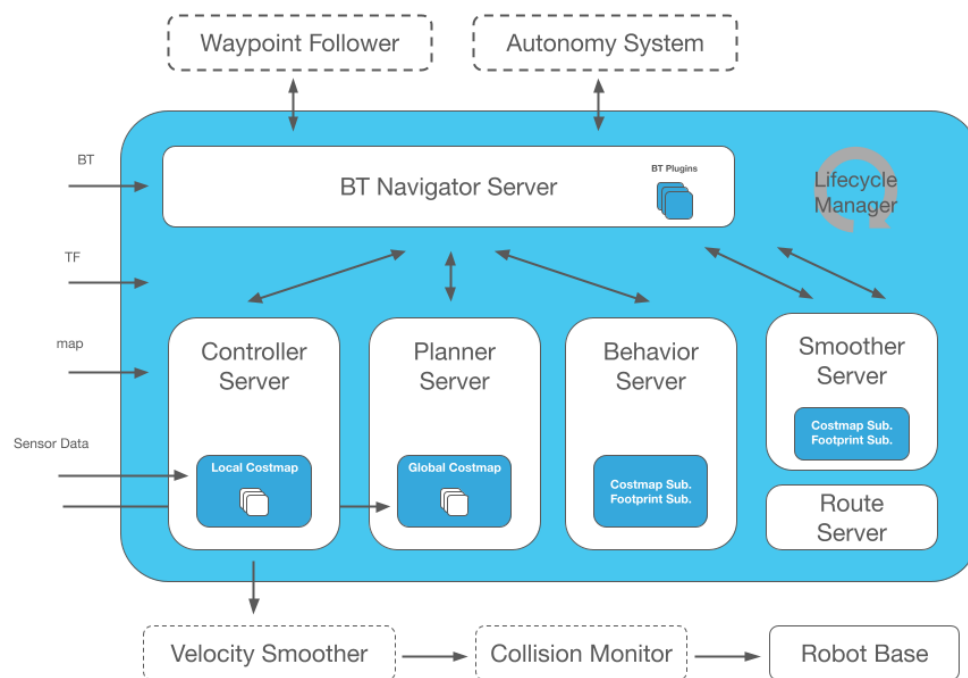 Waypoint Follower
Autonomy System
BT
BT Navigator Server
BT Plugins
Lifecycle
Manager
TF
map
Sensor Data
Controller
Server
Local Costmap
Planner
Server
Global Costmap
Behavior
Server
Costmap Sub.
Footprint Sub.
Smoother
Server
Costmap Sub.
Footprint Sub.
Route
Server
Velocity Smoother
Collision Monitor
Robot Base